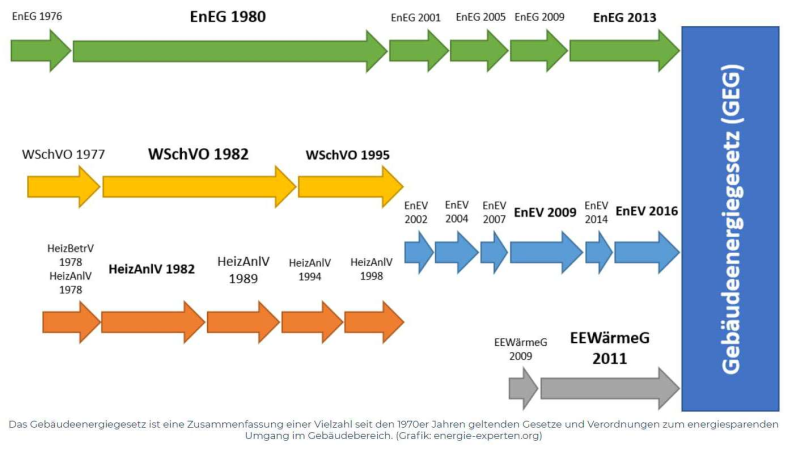 EnEG 1976
EnEG 1980
EnEG 2001
EnEG 2005
EnEG 2009
EnEG 2013
WSchVO 1977
WSchVO 1982
WSchVO 1995
EnEV
2002
EnEV
2004
EnEV
2007
EnEV 2009
EnEV
2014
EnEV 2016
HeizBetrV
1978
HeizAnlV
1978
HeizAnlV 1982
HeizAnlV
1989
HeizAnlV
1994
HeizAnlV
1998
EEWärmeG
2009
EEWärmeG
2011
Gebäudeenergiegesetz (GEG)
Das Gebäudeenergiegesetz ist eine Zusammenfassung einer Vielzahl seit den 1970er Jahren geltenden Gesetze und Verordnungen zum energiesparenden
Umgang im Gebäudebereich. (Grafik: energie-experten.org)